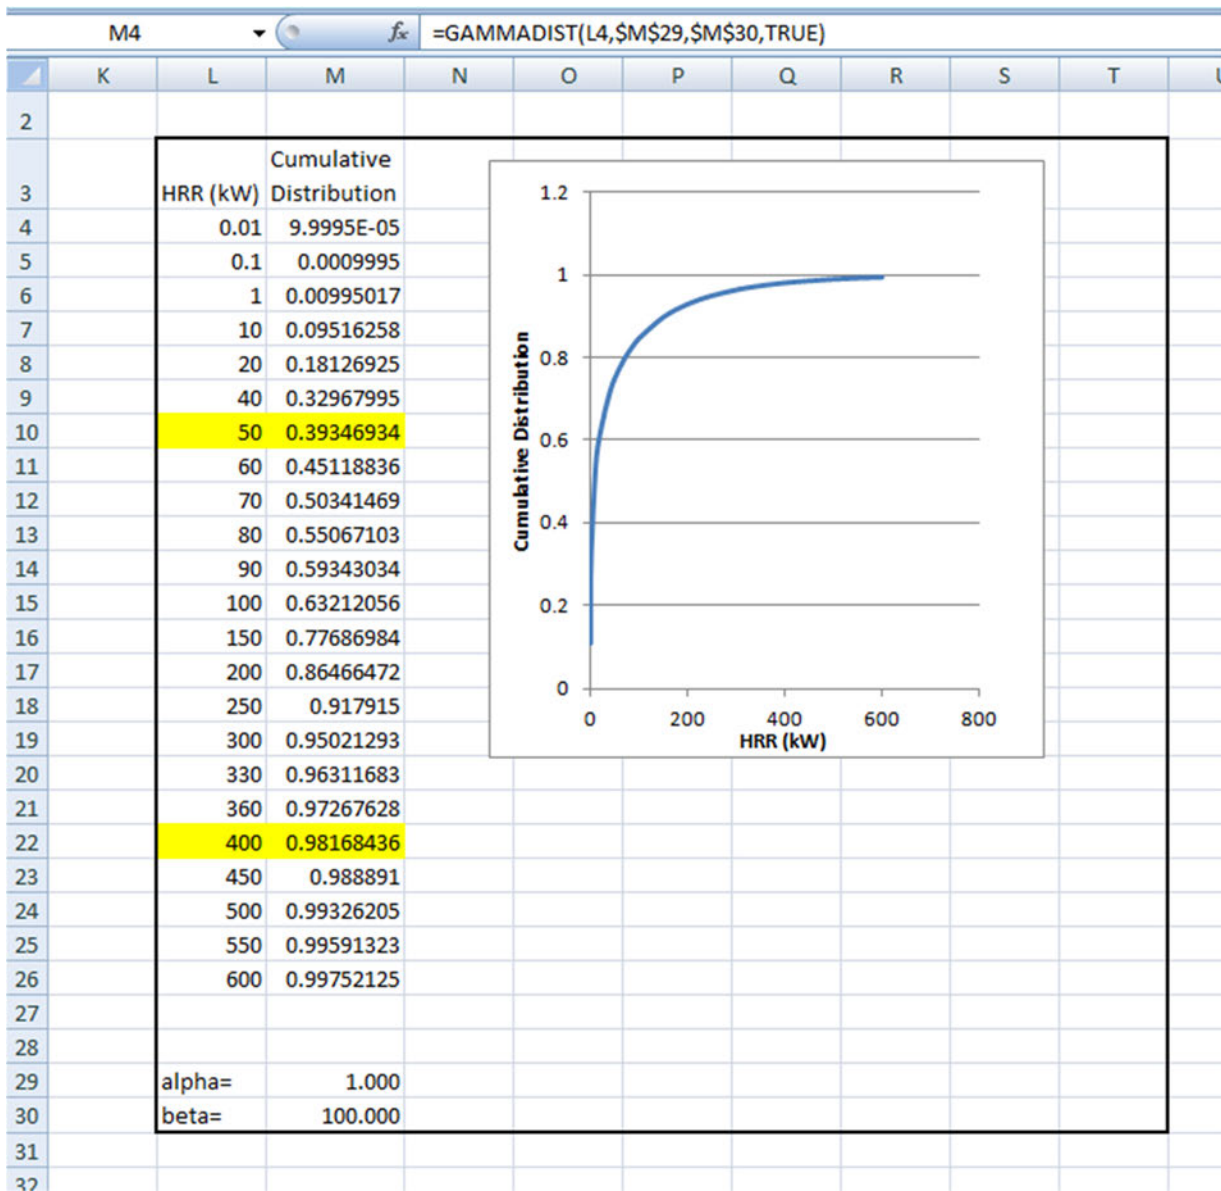 M4 fx =GAMMADIST(L4,$M$29,$M$30,TRUE)
K L M N O P Q R S T
2
Cumulative
3 HRR (kW) Distribution
4 0.01 9.9995E-05
5 0.1 0.0009995
6 1 0.00995017
7 10 0.09516258
8 20 0.18126925
9 40 0.32967995
10 50 0.39346934
11 60 0.45118836
12 70 0.50341469
13 80 0.55067103
14 90 0.59343034
15 100 0.63212056
16 150 0.77686984
17 200 0.86466472
18 250 0.917915
19 300 0.95021293
20 330 0.96311683
21 360 0.97267628
22 400 0.98168436
23 450 0.988891
24 500 0.99326205
25 550 0.99591323
26 600 0.99752125
27
28
29 alpha= 1.000
30 beta= 100.000
31
32
Cumulative Distribution
1.2
1
0.8
0.6
0.4
0.2
0
0 200 400 600 800
HRR (kW)